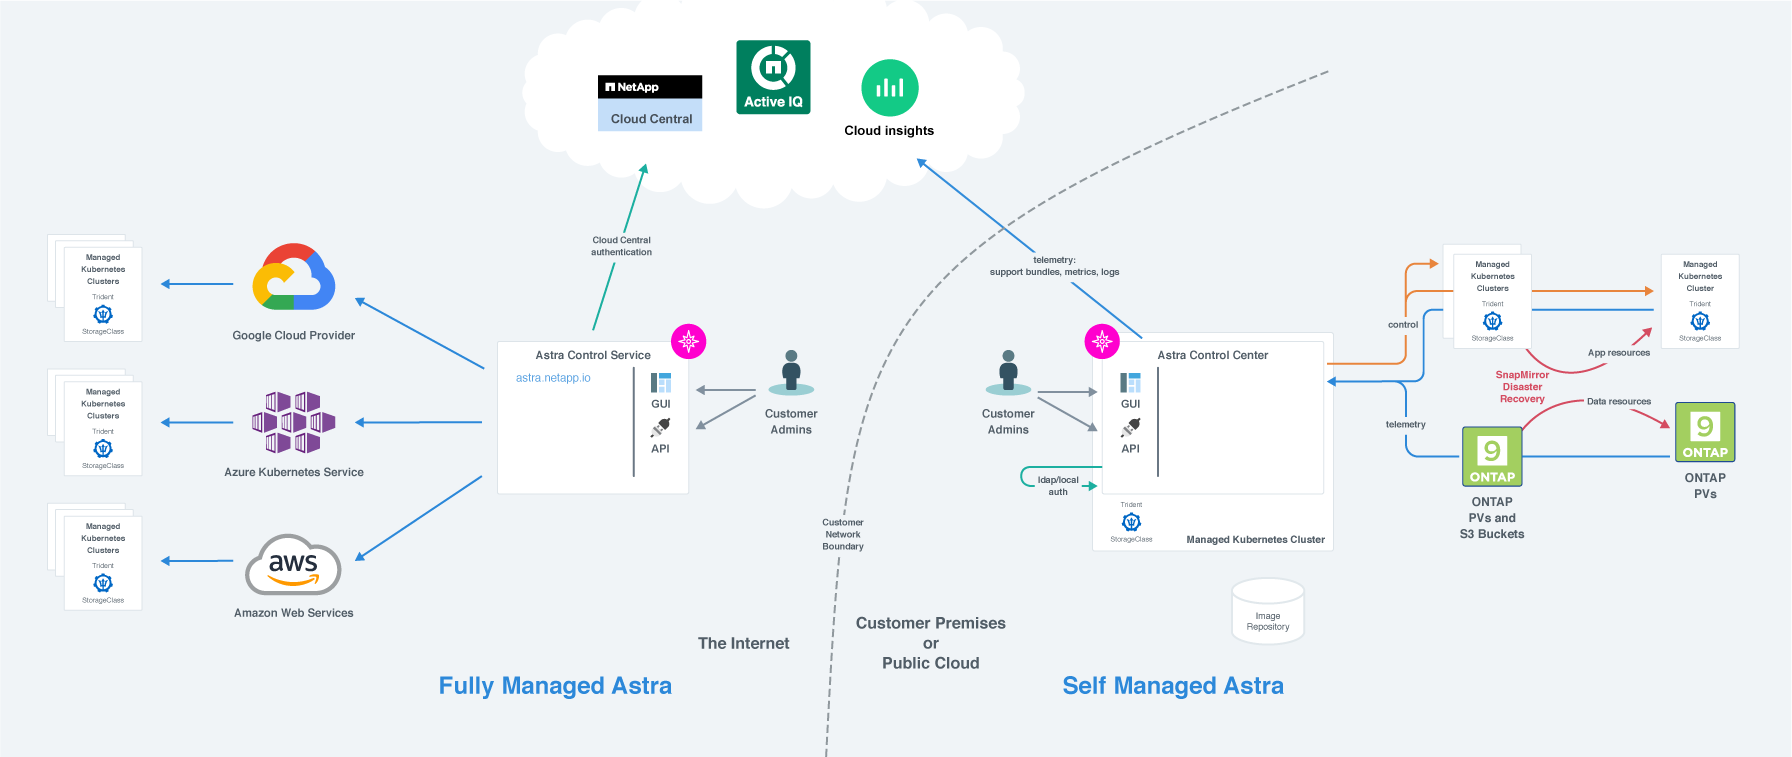 NetApp
Cloud Central
Active IQ
Cloud insights
Cloud Central
authentication
telemetry:
support bundles, metrics, logs
Managed
Kubernetes
Clusters
Trident
StorageClass
Google Cloud Provider
Managed
Kubernetes
Clusters
Trident
StorageClass
Azure Kubernetes Service
Managed
Kubernetes
Clusters
Trident
StorageClass
aws
Amazon Web Services
Astra Control Service
astra.netapp.io
GUI
API
Customer
Admins
The Internet
Fully Managed Astra
Customer
Network
Boundary
Customer Premises
or
Public Cloud
Self Managed Astra
Customer
Admins
Astra Control Center
GUI
API
ldap/local
auth
Trident
StorageClass
Managed Kubernetes Cluster
Image
Repository
control
telemetry
Managed
Kubernetes
Clusters
Trident
StorageClass
Managed
Kubernetes
Cluster
Trident
StorageClass
App resources
SnapMirror
Disaster
Recovery
Data resources
9
ONTAP
ONTAP
PVs and
S3 Buckets
9
ONTAP
ONTAP
PVs